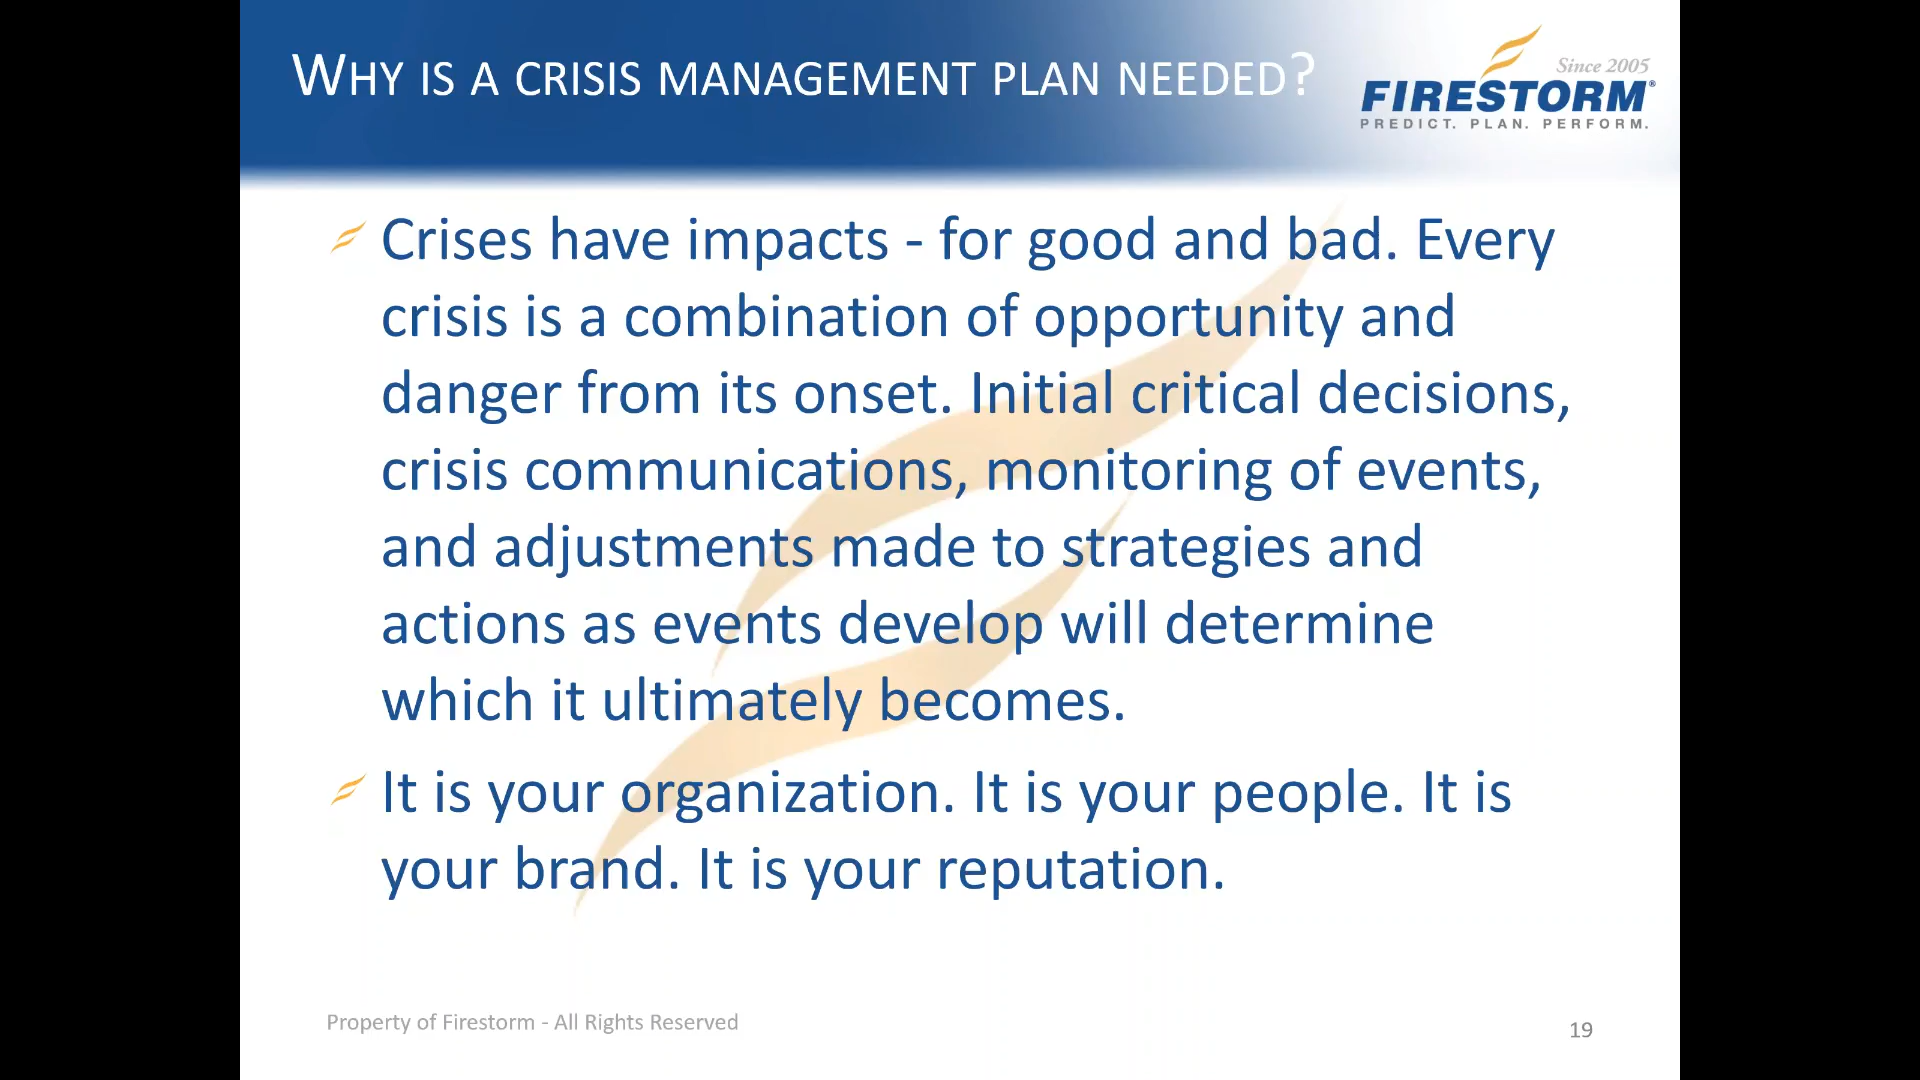 WHY IS A CRISIS MANAGEMENT PLAN NEEDED?
Since 2005
FIRESTORM®
PREDICT. PLAN. PERFORM.
Crises have impacts - for good and bad. Every
crisis is a combination of opportunity and
danger from its onset. Initial critical decisions,
crisis communications, monitoring of events,
and adjustments made to strategies and
actions as events develop will determine
which it ultimately becomes.
It is your organization. It is your people. It is
your brand. It is your reputation.
Property of Firestorm - All Rights Reserved
19